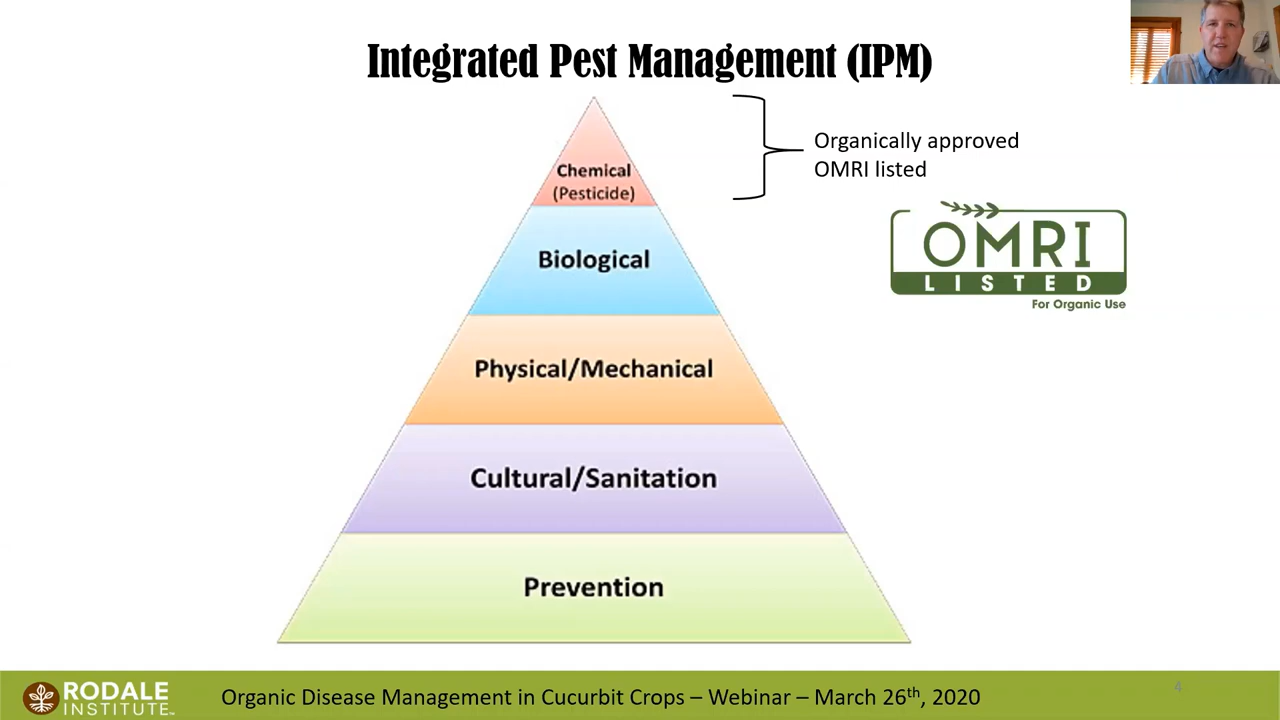 Integrated Pest Management (IPM)
Organically approved
OMRI listed
Chemical
(Pesticide)
OMRI
LISTED
For Organic Use
Biological
Physical/Mechanical
Cultural/Sanitation
Prevention
RODALE
INSTITUTE™
Organic Disease Management in Cucurbit Crops – Webinar – March 26th, 2020
4